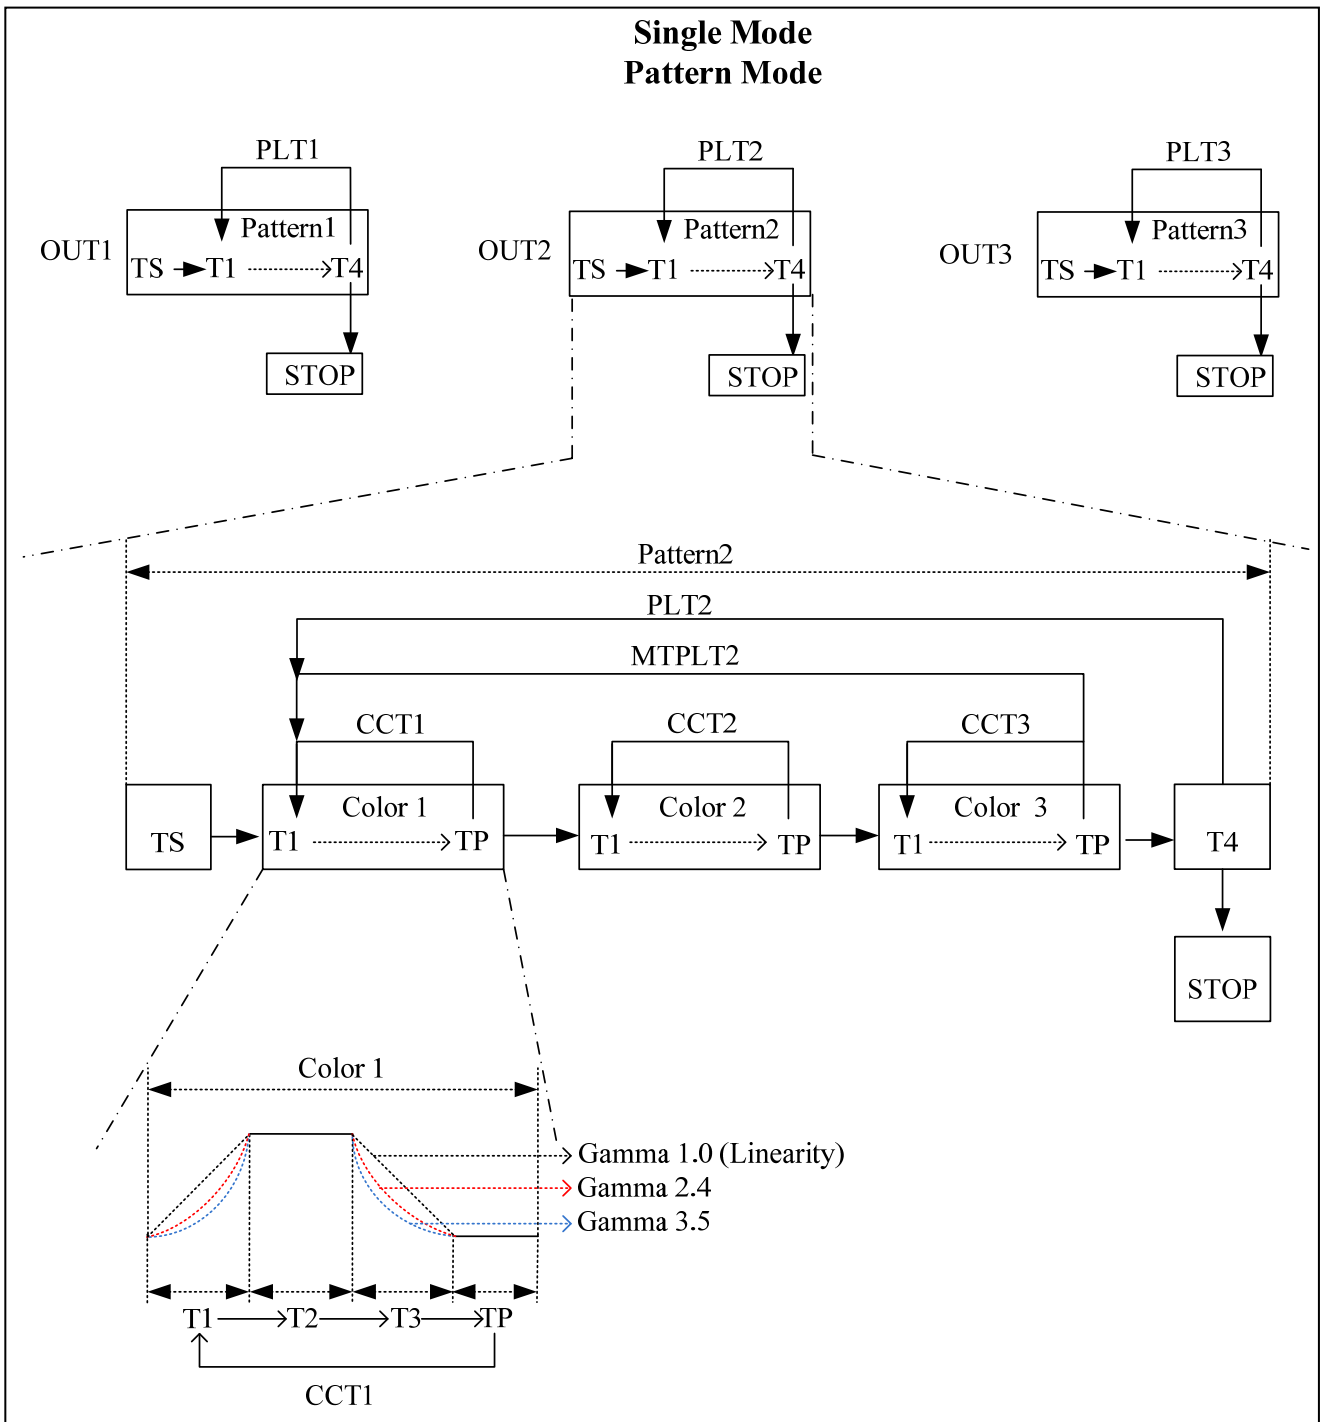 Single Mode
Pattern Mode
PLT1
PLT2
PLT3
OUT1
Pattern1
TS
T1
T4
STOP
OUT2
Pattern2
TS
T1
T4
STOP
OUT3
Pattern3
TS
T1
T4
STOP
Pattern2
PLT2
MTPLT2
CCT1
CCT2
CCT3
TS
Color 1
T1
TP
Color 2
T1
TP
Color 3
T1
TP
T4
STOP
Color 1
Gamma 1.0 (Linearity)
Gamma 2.4
Gamma 3.5
T1
T2
T3
TP
CCT1